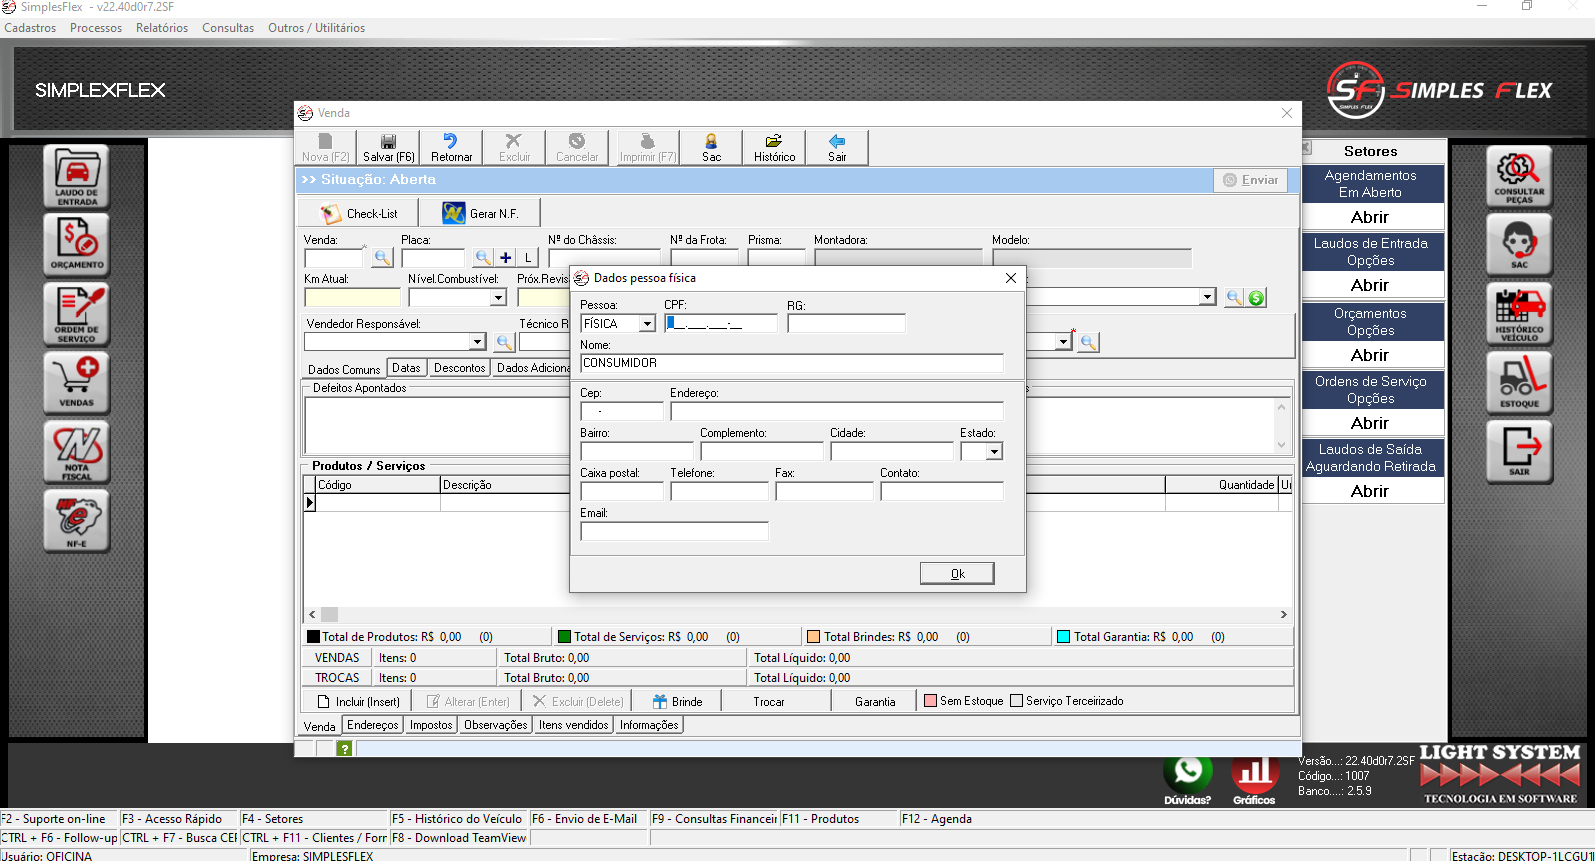 SimplesFlex - v22.40d0r7.2SF
Cadastros Processos Relatórios Consultas Outros / Utilitários
SIMPLEXFLEX
SF SIMPLES FLEX
SIMPLES FLEX
Venda
Nova (F2) Salvar (F6) Retornar Excluir Cancelar Imprimir (F7) Sac Histórico Sair
>> Situação: Aberta Enviar
Check-List Gerar N.F.
Venda: Placa: Nº do Châssis: Nº da Frota: Prisma: Montadora: Modelo:
* L
Km Atual: Nível.Combustível: Próx.Revis
Vendedor Responsável: Técnico R
*
Dados Comuns Datas Descontos Dados Adiciona
Defeitos Apontados s
Produtos / Serviços
Código Descrição Quantidade Un
Dados pessoa física
Pessoa: CPF: RG:
FÍSICA __.___.___-__
Nome:
CONSUMIDOR
Cep: Endereço:
-
Bairro: Complemento: Cidade: Estado:
Caixa postal: Telefone: Fax: Contato:
Email:
Ok
Total de Produtos: R$ 0,00 (0) Total de Serviços: R$ 0,00 (0) Total Brindes: R$ 0,00 (0) Total Garantia: R$ 0,00 (0)
VENDAS Itens: 0 Total Bruto: 0,00 Total Líquido: 0,00
TROCAS Itens: 0 Total Bruto: 0,00 Total Líquido: 0,00
Incluir (Insert) Alterar (Enter) Excluir (Delete) Brinde Trocar Garantia Sem Estoque Serviço Terceirizado
Venda Endereços Impostos Observações Itens vendidos Informações
?
LAUDO DE
ENTRADA
ORÇAMENTO
ORDEM DE
SERVIÇO
VENDAS
NOTA
FISCAL
NF-E
Setores
Agendamentos
Em Aberto
Abrir
Laudos de Entrada
Opções
Abrir
Orçamentos
Opções
Abrir
Ordens de Serviço
Opções
Abrir
Laudos de Saída
Aguardando Retirada
Abrir
CONSULTAR
PEÇAS
SAC
HISTÓRICO
VEÍCULO
ESTOQUE
SAIR
Dúvidas? Gráficos
Versão...: 22.40d0r7.2SF
Código...: 1007
Banco....: 2.5.9
LIGHT SYSTEM
TECNOLOGIA EM SOFTWARE
F2 - Suporte on-line F3 - Acesso Rápido F4 - Setores F5 - Histórico do Veículo F6 - Envio de E-Mail F9 - Consultas Financeir F11 - Produtos F12 - Agenda
CTRL + F6 - Follow-up CTRL + F7 - Busca CEP CTRL + F11 - Clientes / Forn F8 - Download TeamView
Usuário: OFICINA Empresa: SIMPLESFLEX Estação: DESKTOP-1LCGU1